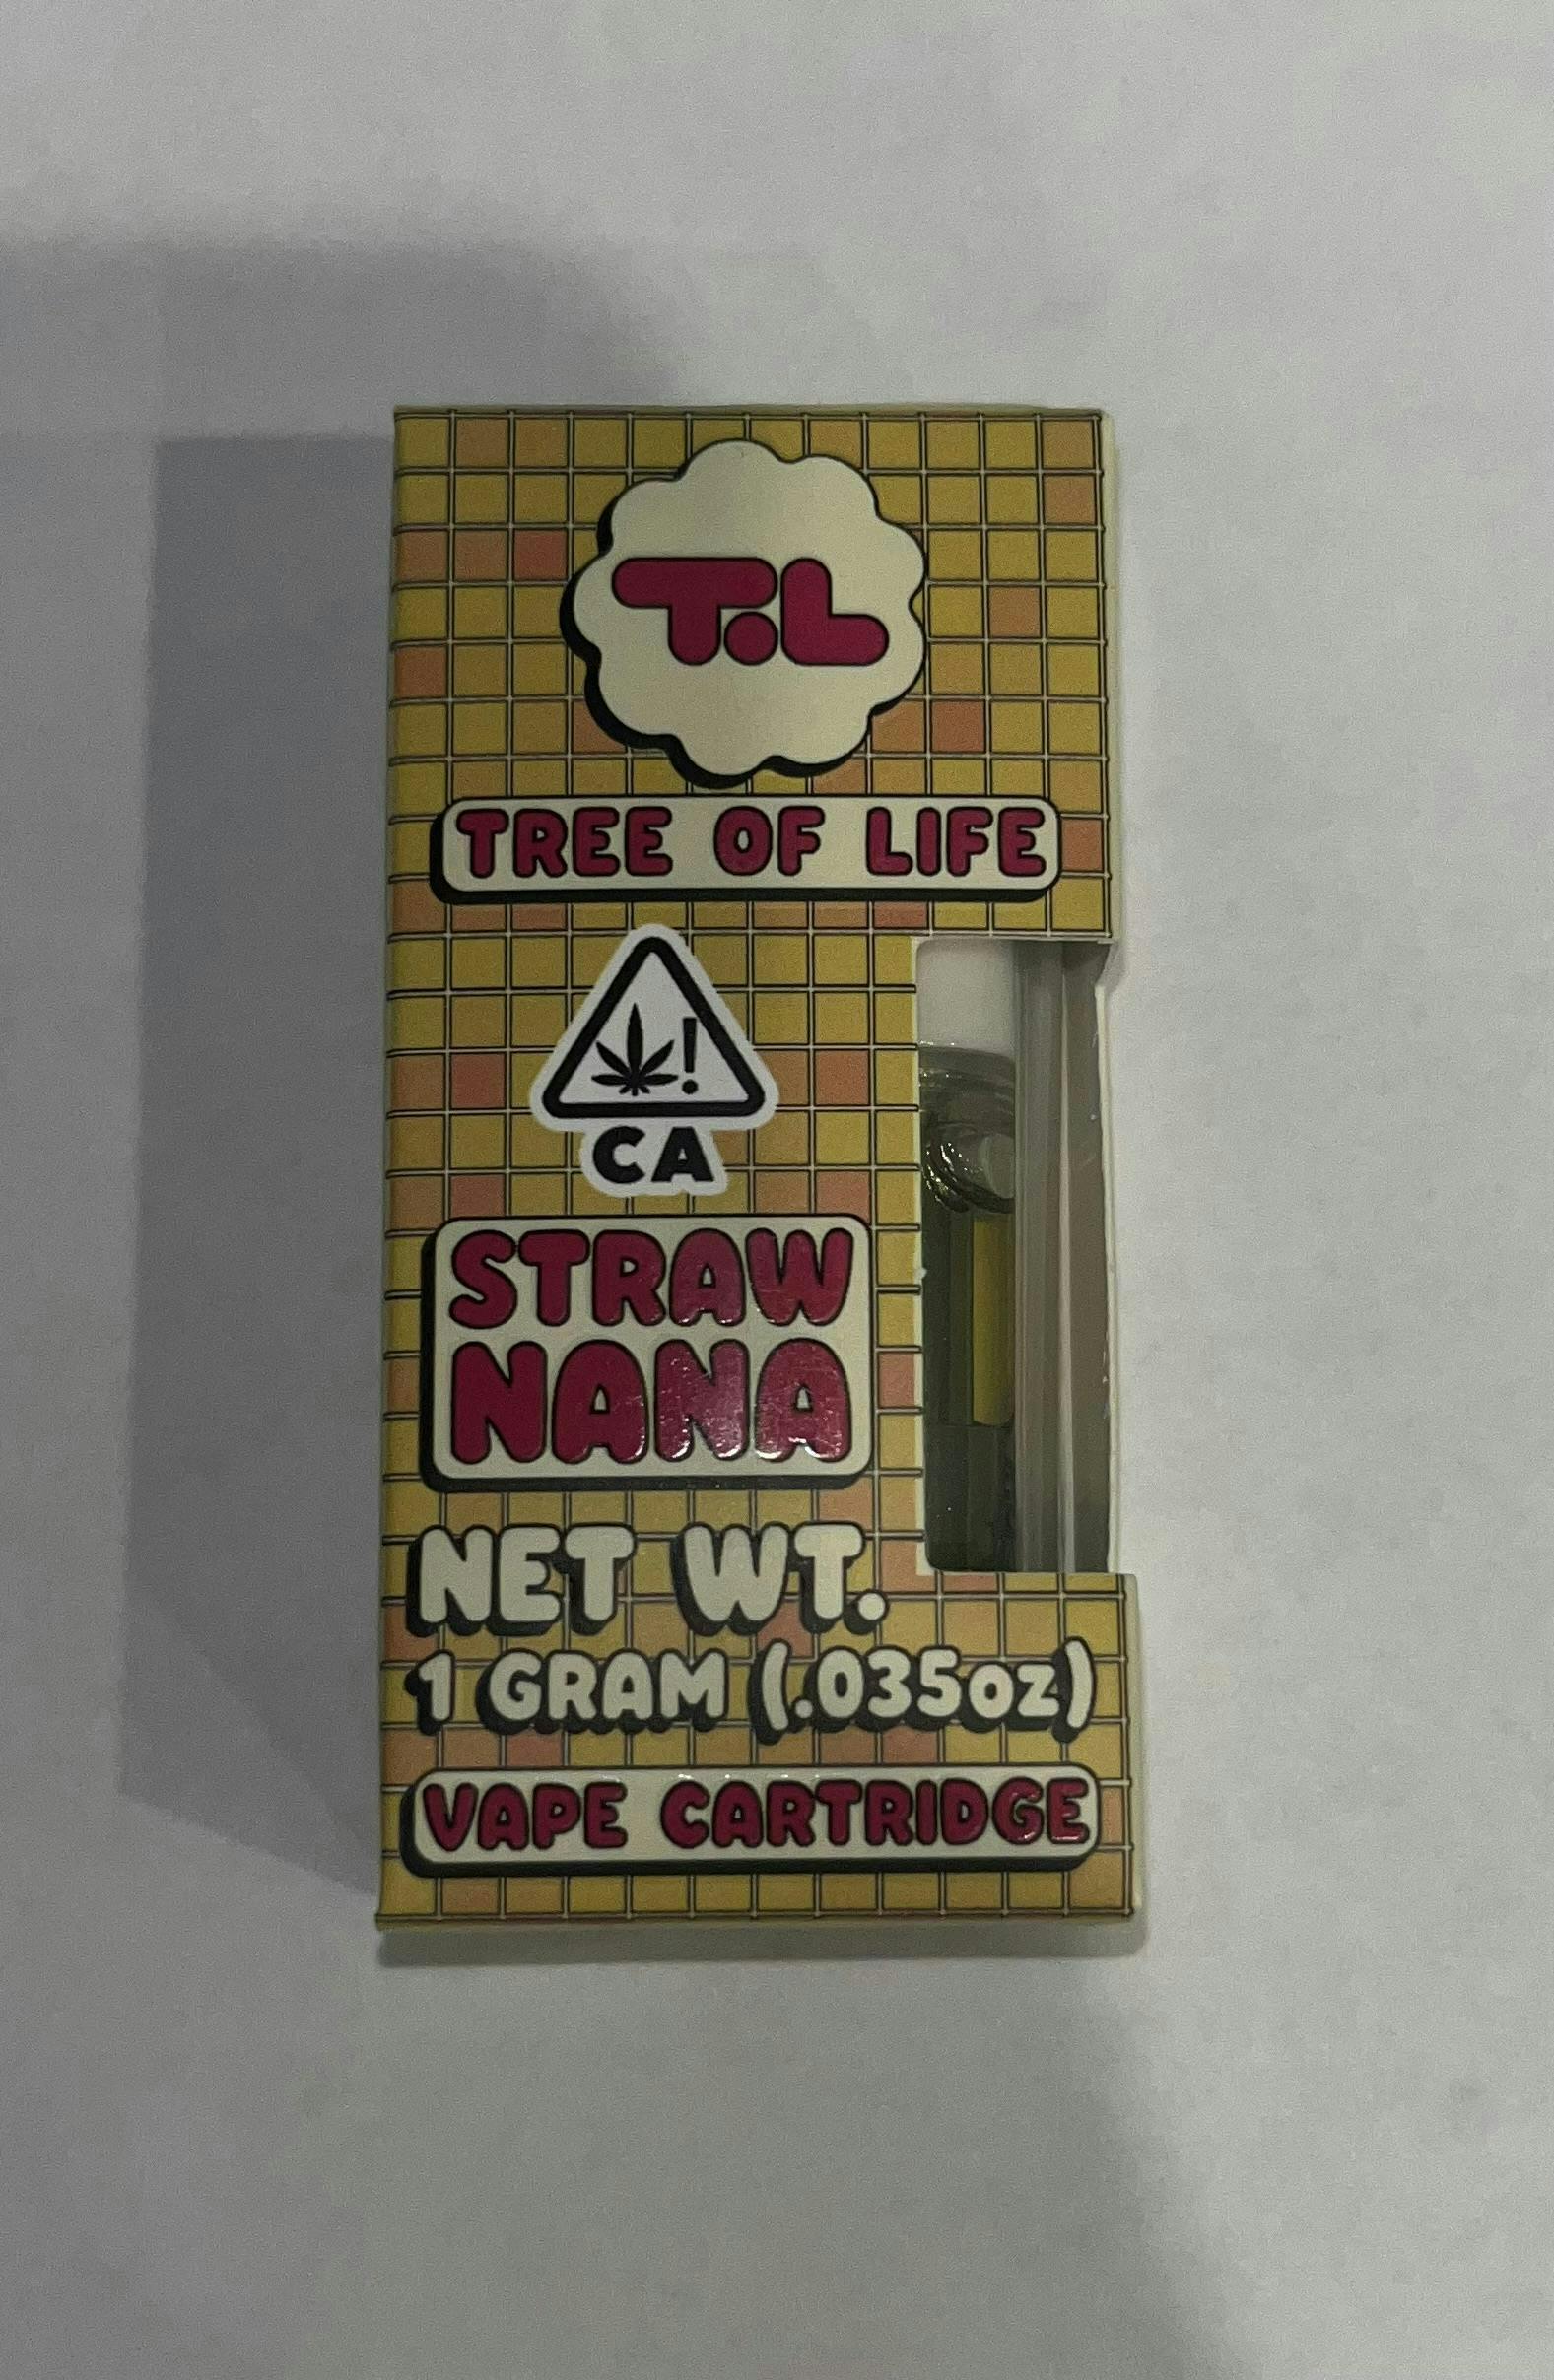 T.L
TREE OF LIFE
!
CA
STRAW
NANA
NET WT.
1 GRAM (.035oz)
VAPE CARTRIDGE